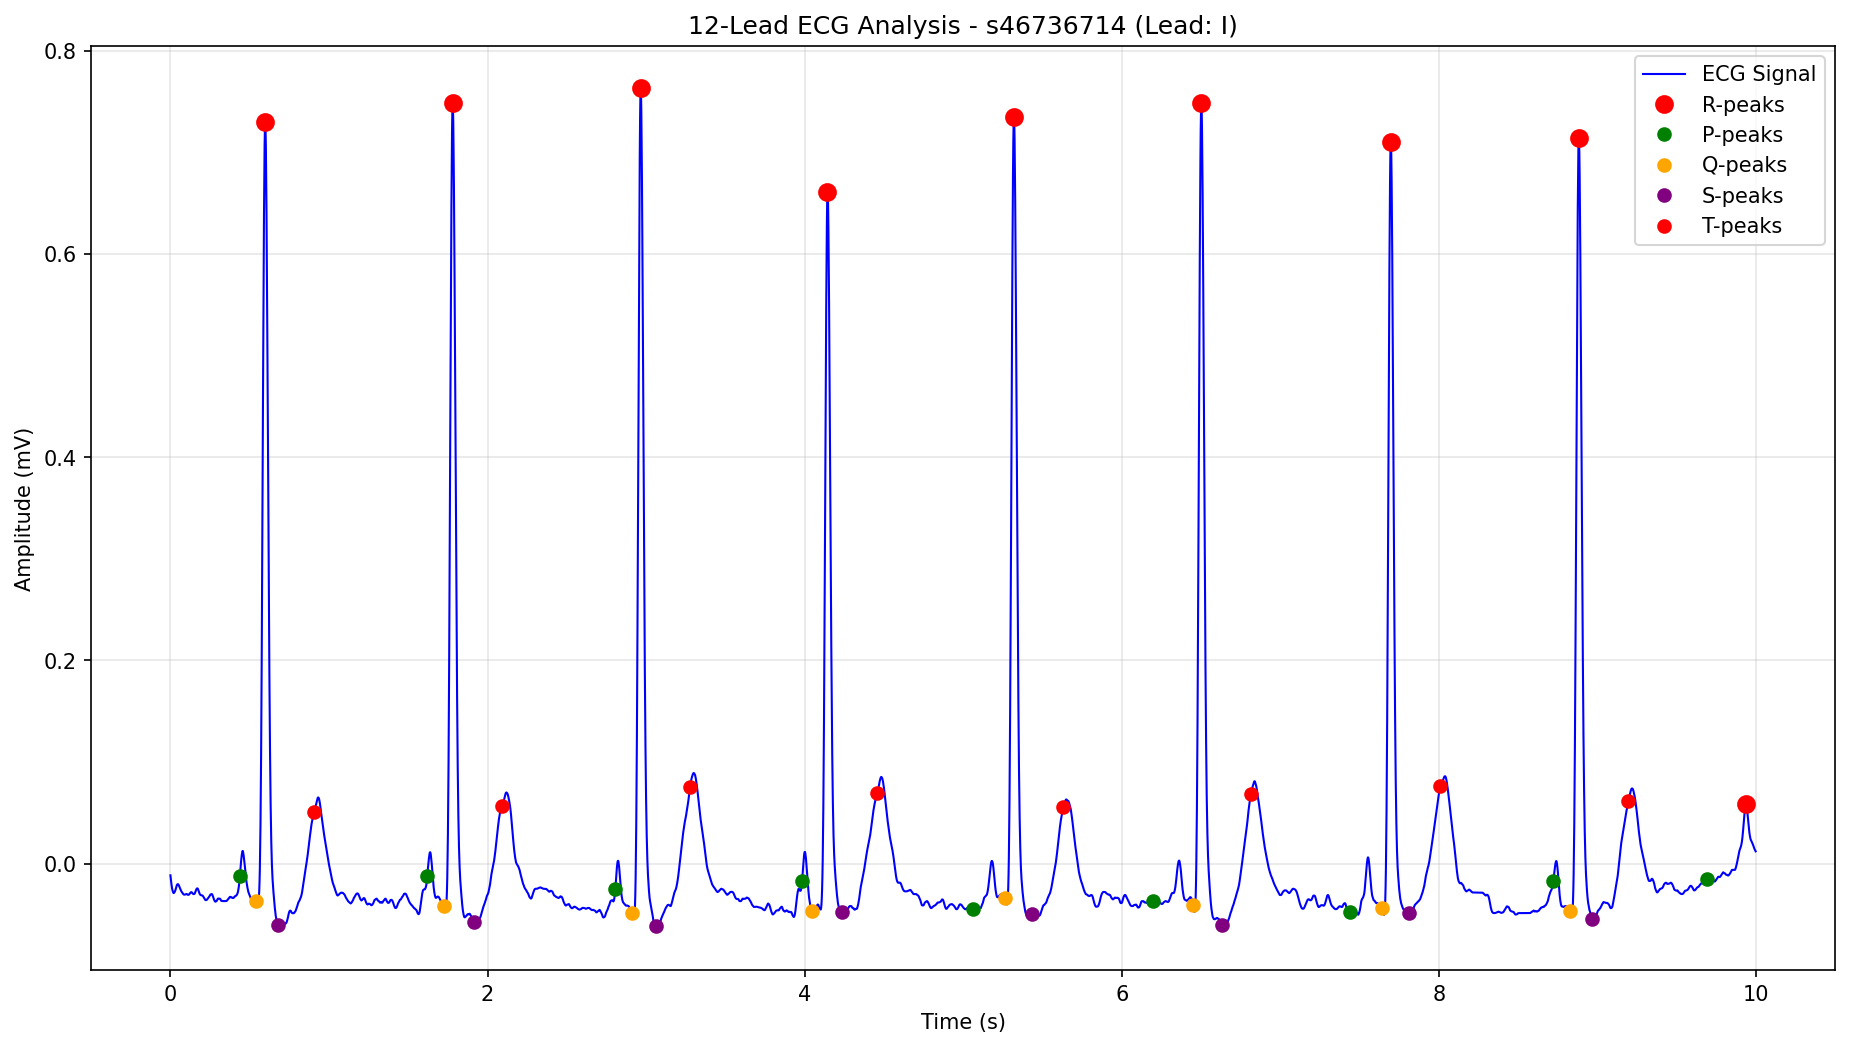 12-Lead ECG Analysis - s46736714 (Lead: I)
ECG Signal
R-peaks
P-peaks
Q-peaks
S-peaks
T-peaks
Amplitude (mV)
0.8
0.6
0.4
0.2
0.0
0 2 4 6 8 10
Time (s)